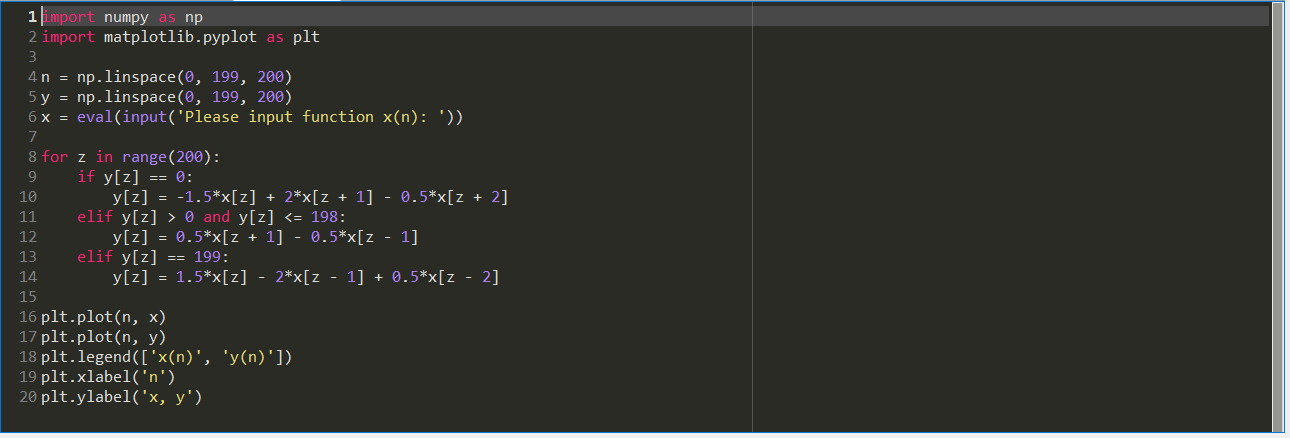 1 import numpy as np
2 import matplotlib.pyplot as plt
3
4 n = np.linspace(0, 199, 200)
5 y = np.linspace(0, 199, 200)
6 x = eval(input('Please input function x(n): '))
7
8 for z in range(200):
9     if y[z] == 0:
10         y[z] = -1.5*x[z] + 2*x[z + 1] - 0.5*x[z + 2]
11     elif y[z] > 0 and y[z] <= 198:
12         y[z] = 0.5*x[z + 1] - 0.5*x[z - 1]
13     elif y[z] == 199:
14         y[z] = 1.5*x[z] - 2*x[z - 1] + 0.5*x[z - 2]
15
16 plt.plot(n, x)
17 plt.plot(n, y)
18 plt.legend(['x(n)', 'y(n)'])
19 plt.xlabel('n')
20 plt.ylabel('x, y')